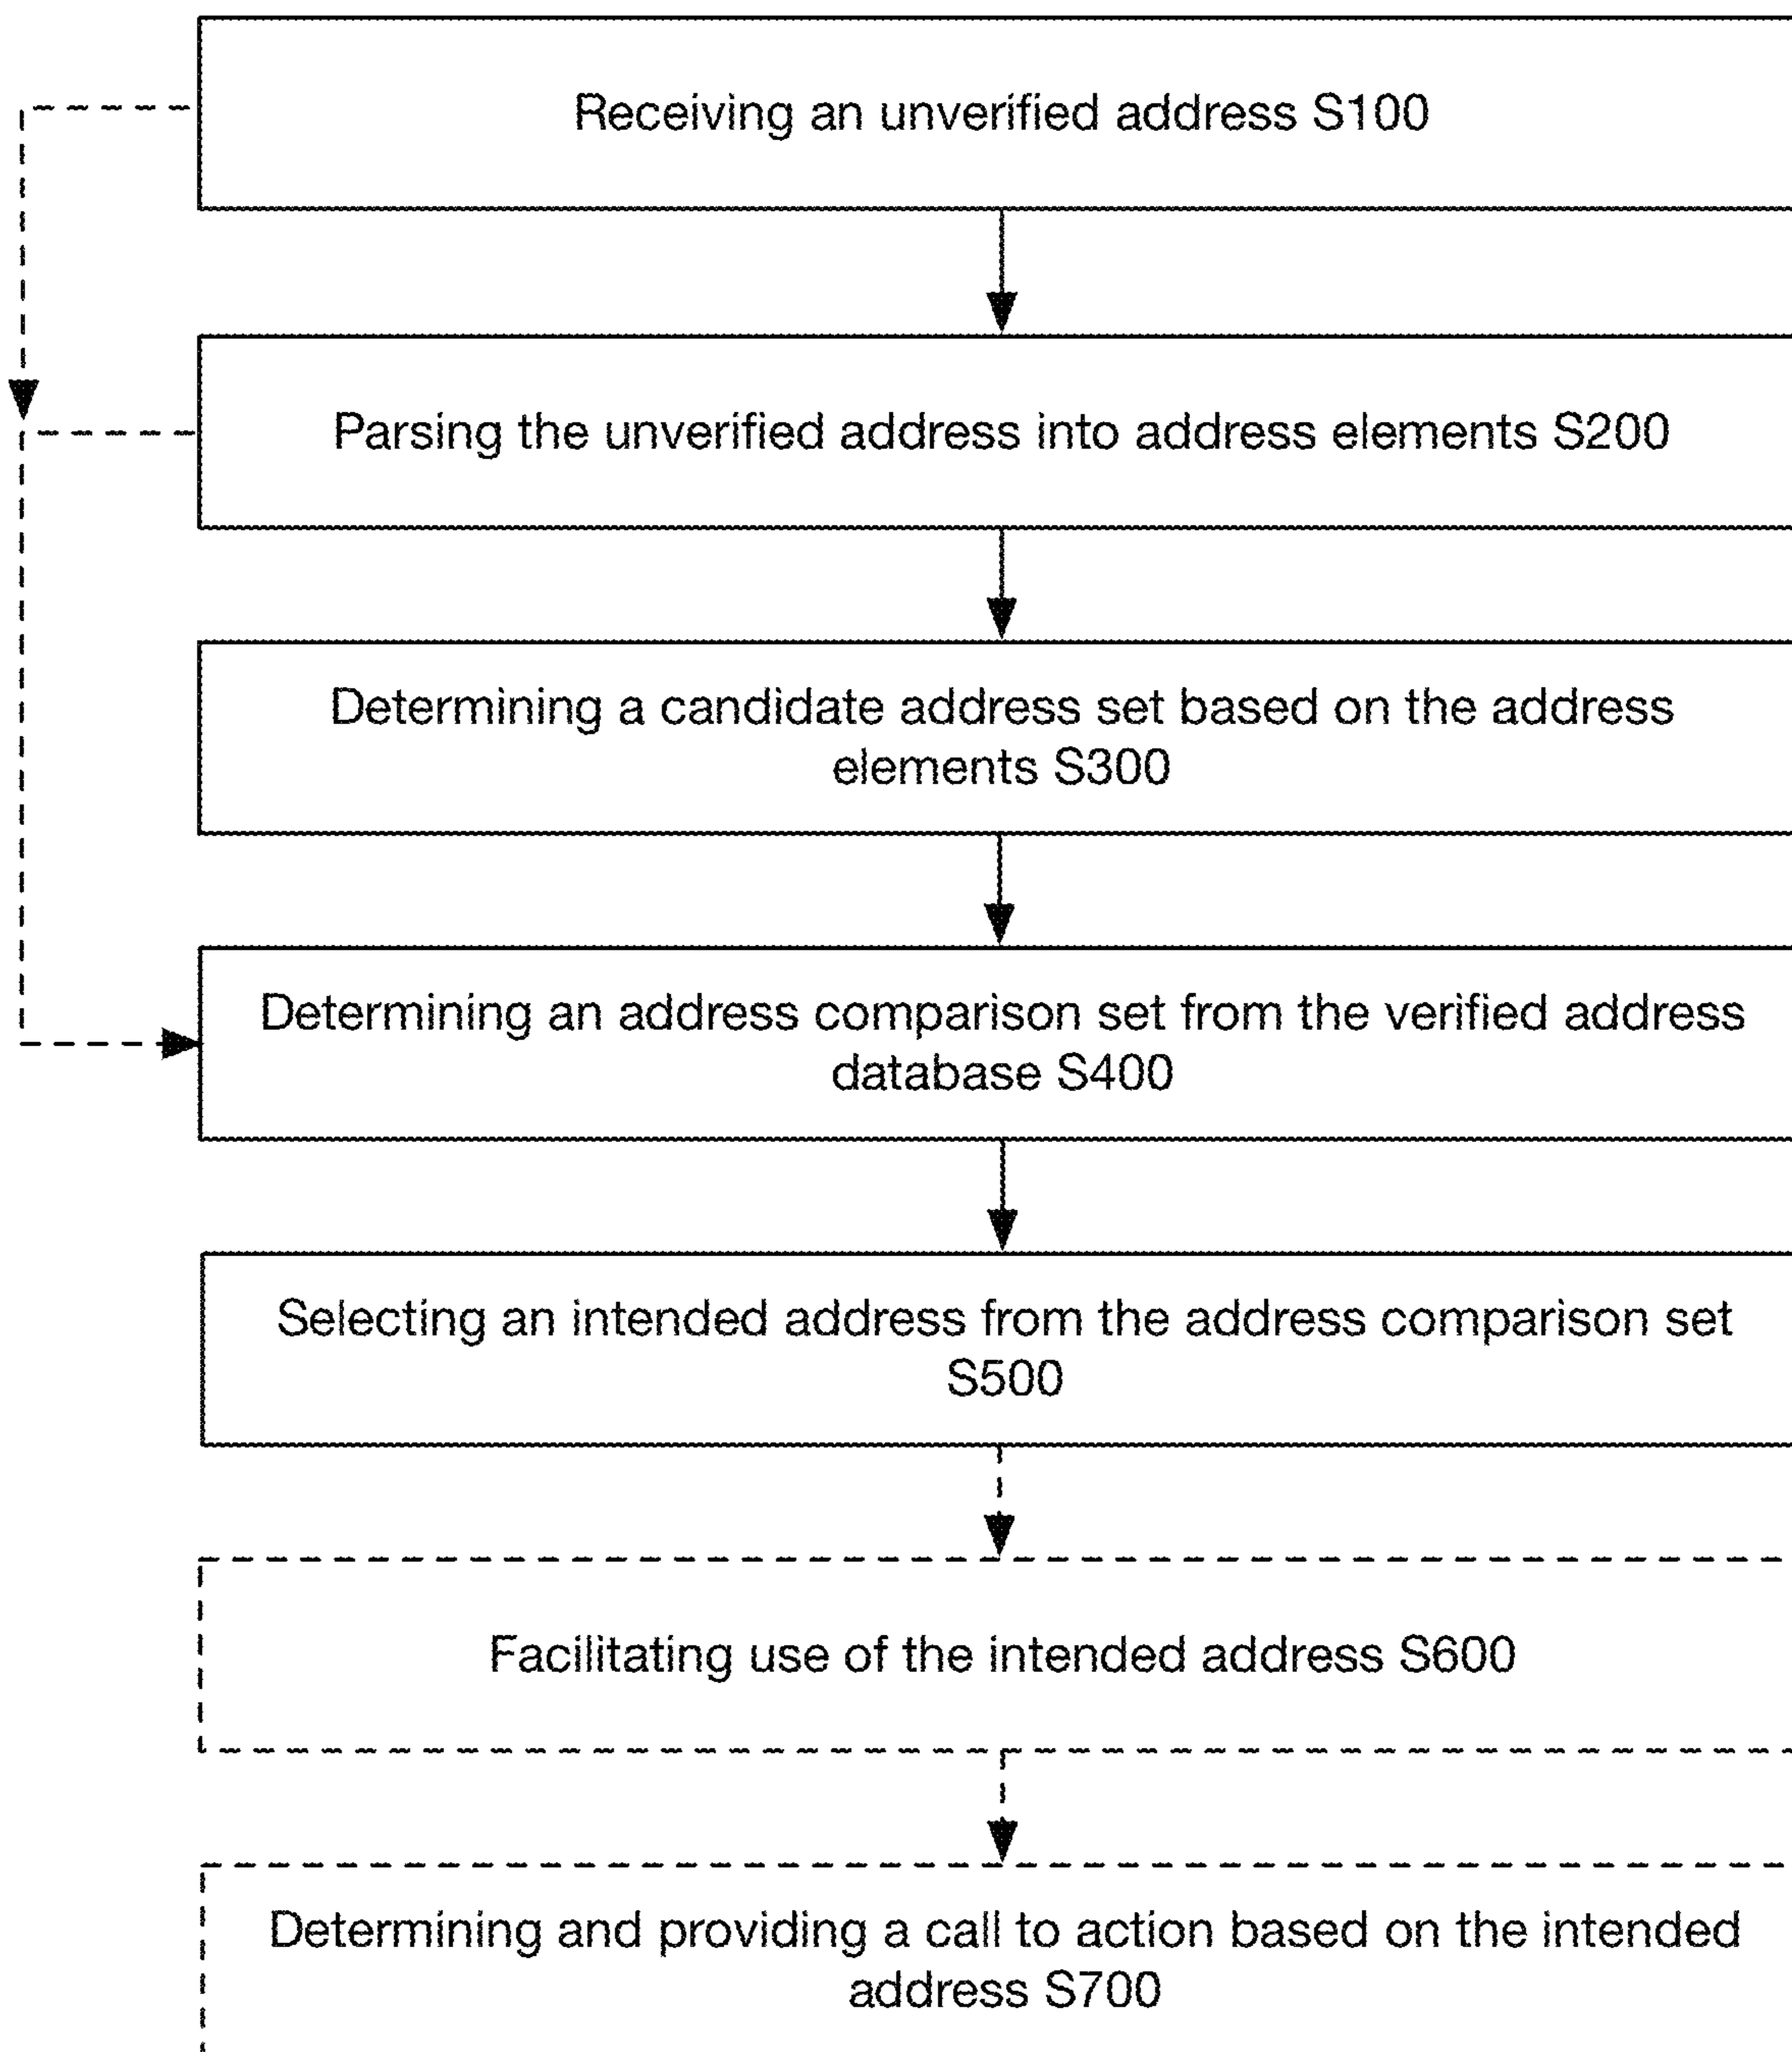 Receiving an unverified address S100
Parsing the unverified address into address elements S200
Determining a candidate address set based on the address
elements S300
Determining an address comparison set from the verified address
database S400
Selecting an intended address from the address comparison set
S500
Facilitating use of the intended address S600
Determining and providing a call to action based on the intended
address S700